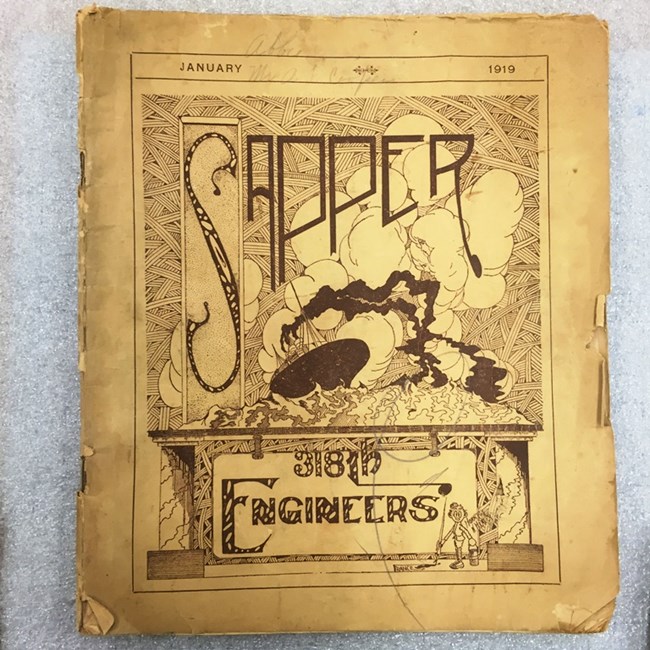 JANUARY 1919
SAPPER
318th
ENGINEERS